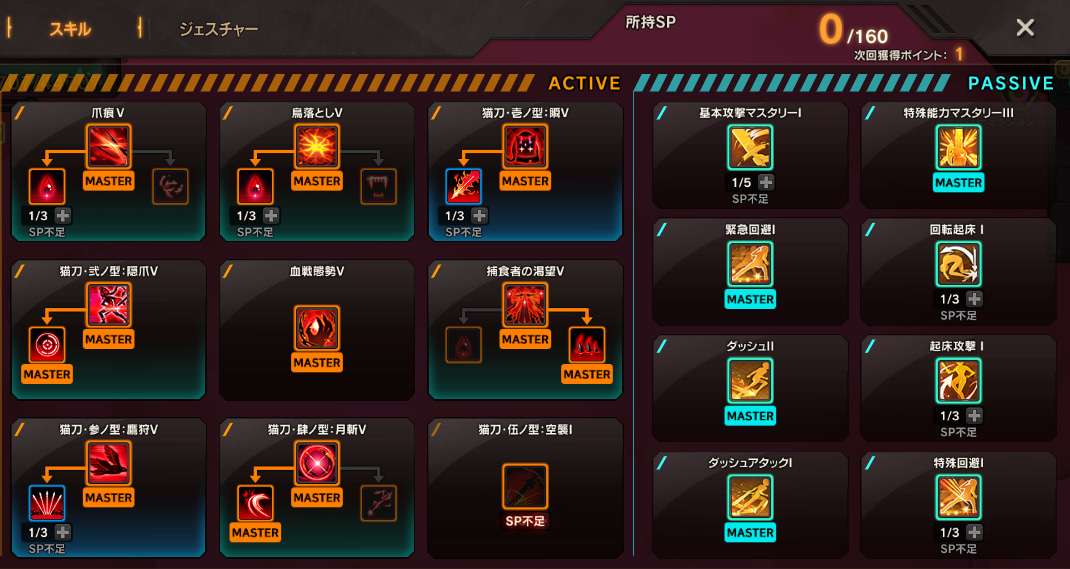 スキル
ジェスチャー
所持SP
0/160
次回獲得ポイント: 1
ACTIVE
PASSIVE
爪痕V
MASTER
1/3
SP不足
鳥落としV
MASTER
1/3
SP不足
猫刀･壱ノ型:瞬V
MASTER
1/3
SP不足
基本攻撃マスタリーI
1/5
SP不足
特殊能力マスタリーIII
MASTER
緊急回避I
MASTER
回転起床 I
1/3
SP不足
猫刀･弐ノ型:隠爪V
MASTER
MASTER
血戦態勢V
MASTER
捕食者の渇望V
MASTER
MASTER
ダッシュII
MASTER
起床攻撃 I
1/3
SP不足
猫刀･参ノ型:鷹狩V
MASTER
1/3
SP不足
猫刀･肆ノ型:月斬V
MASTER
MASTER
猫刀･伍ノ型:空襲I
SP不足
ダッシュアタックI
MASTER
特殊回避I
1/3
SP不足